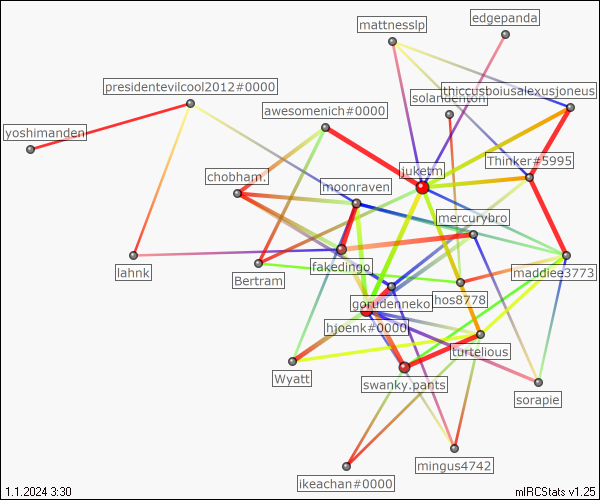 edgepanda
mattnesslp
presidentevilcool2012#0000
thiccusboiusalexusjoneus
awesomenich#0000
yoshimanden
Thinker#5995
juketm
chobham.
moonraven
mercurybro
lahnk
fakedingo
Bertram
maddiee3773
gorudenneko
hos8778
hjoenk#0000
turtelious
Wyatt
swanky.pants
sorapie
mingus4742
ikeachan#0000
1.1.2024 3:30
mIRCStats v1.25